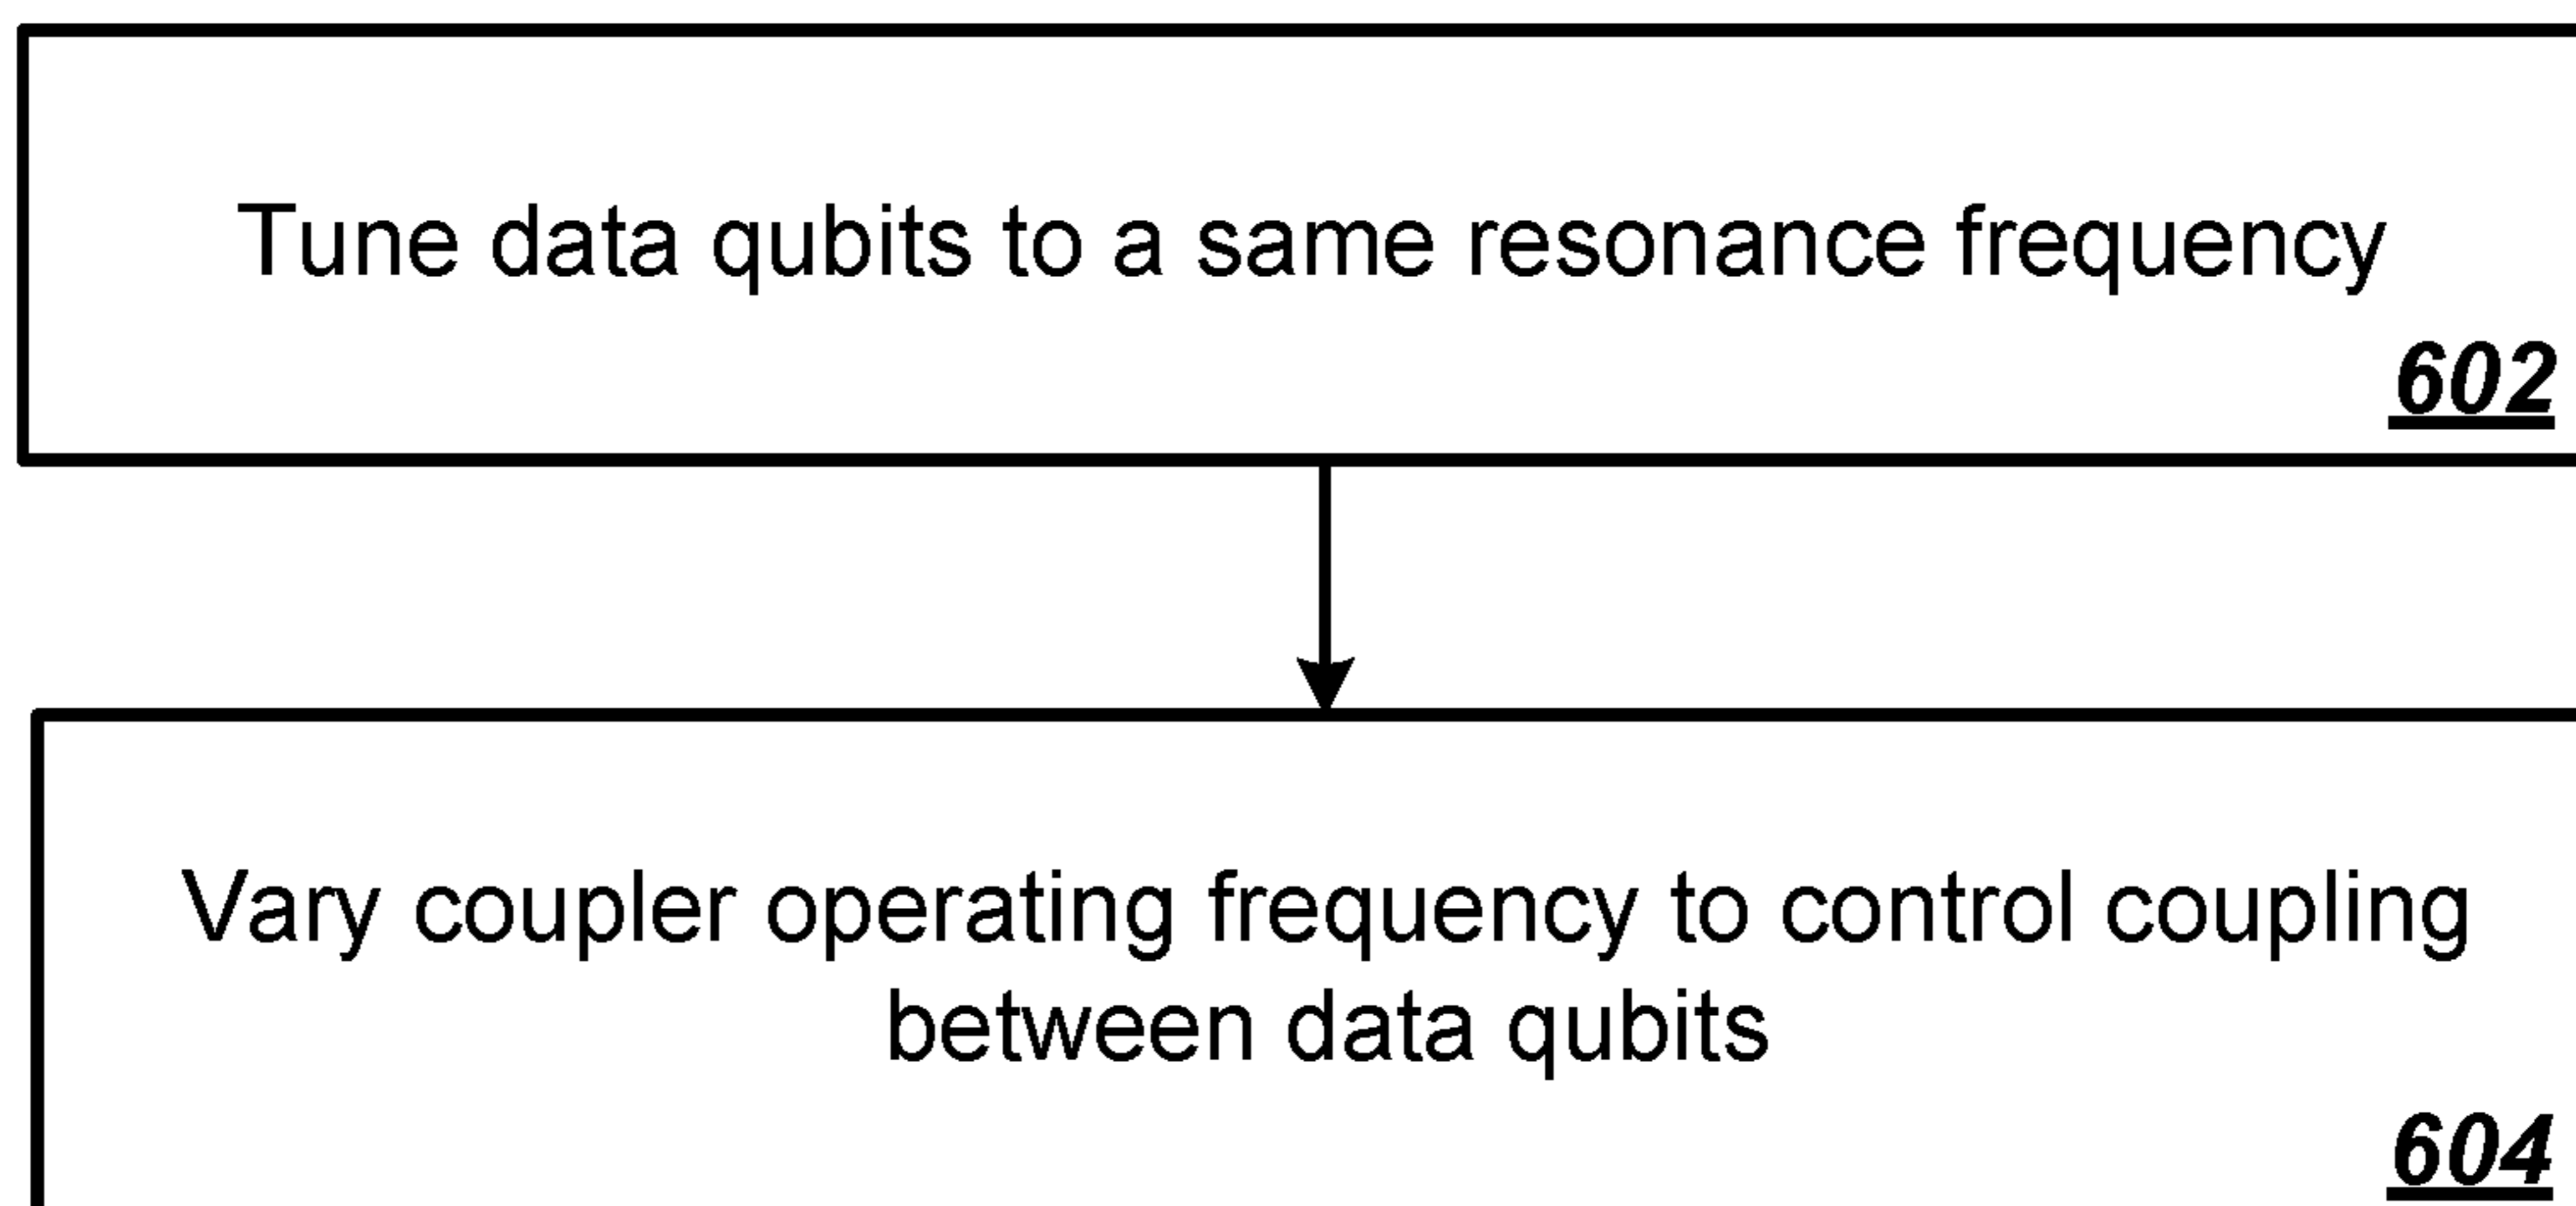 Tune data qubits to a same resonance frequency
602
Vary coupler operating frequency to control coupling
between data qubits
604